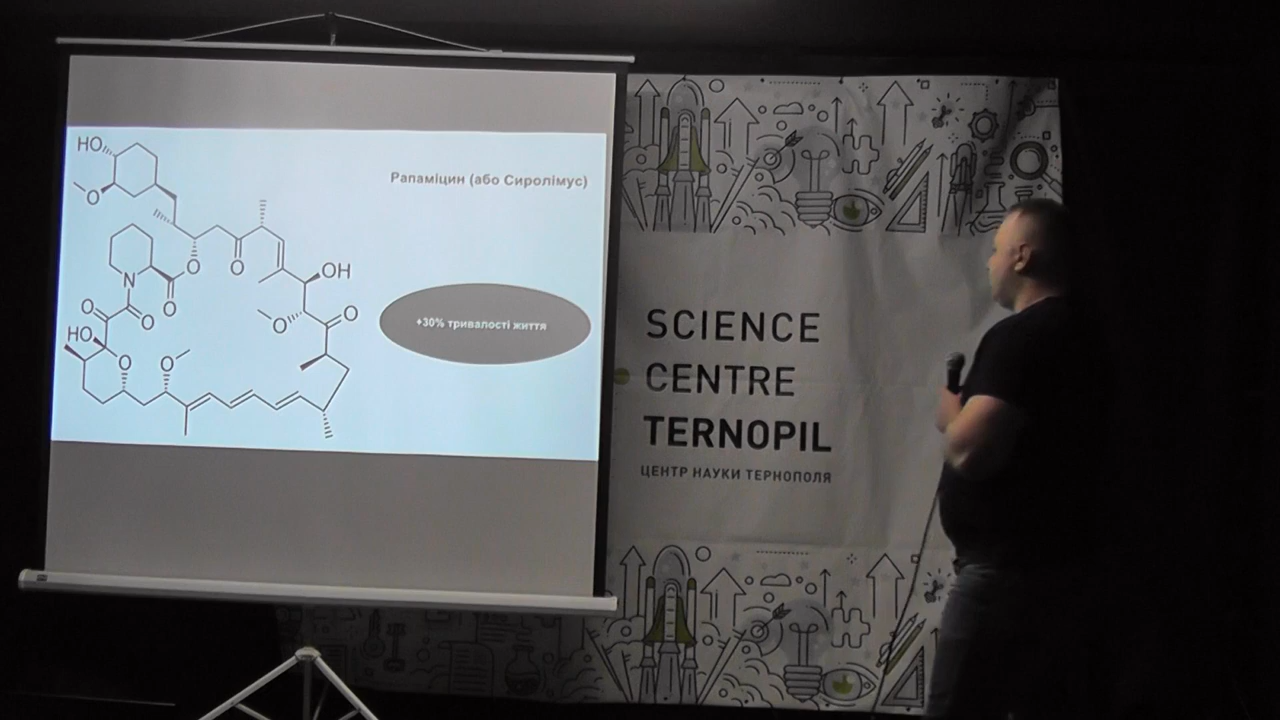 Рапаміцин (або Сиролімус)
+30% тривалості життя
HO
O
O
O
OH
N
O
O
O
O
O
HO
O
O
SCIENCE
CENTRE
TERNOPIL
ЦЕНТР НАУКИ ТЕРНОПОЛЯ